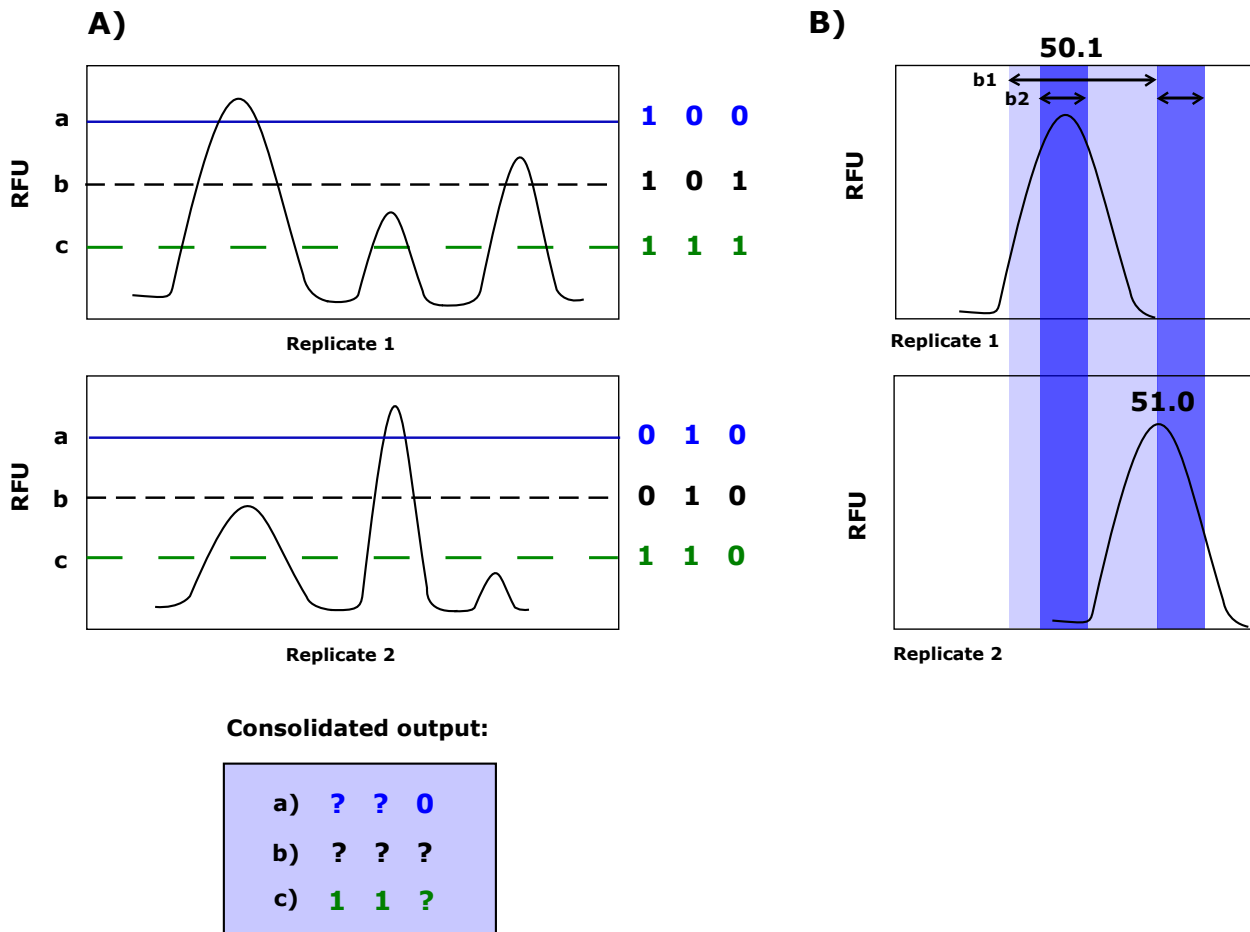 A)
a
b
c
RFU
1 0 0
1 0 1
1 1 1
Replicate 1
a
b
c
RFU
0 1 0
0 1 0
1 1 0
Replicate 2
Consolidated output:
a) ? ? 0
b) ? ? ?
c) 1 1 ?
B)
50.1
b1
b2
RFU
Replicate 1
51.0
RFU
Replicate 2